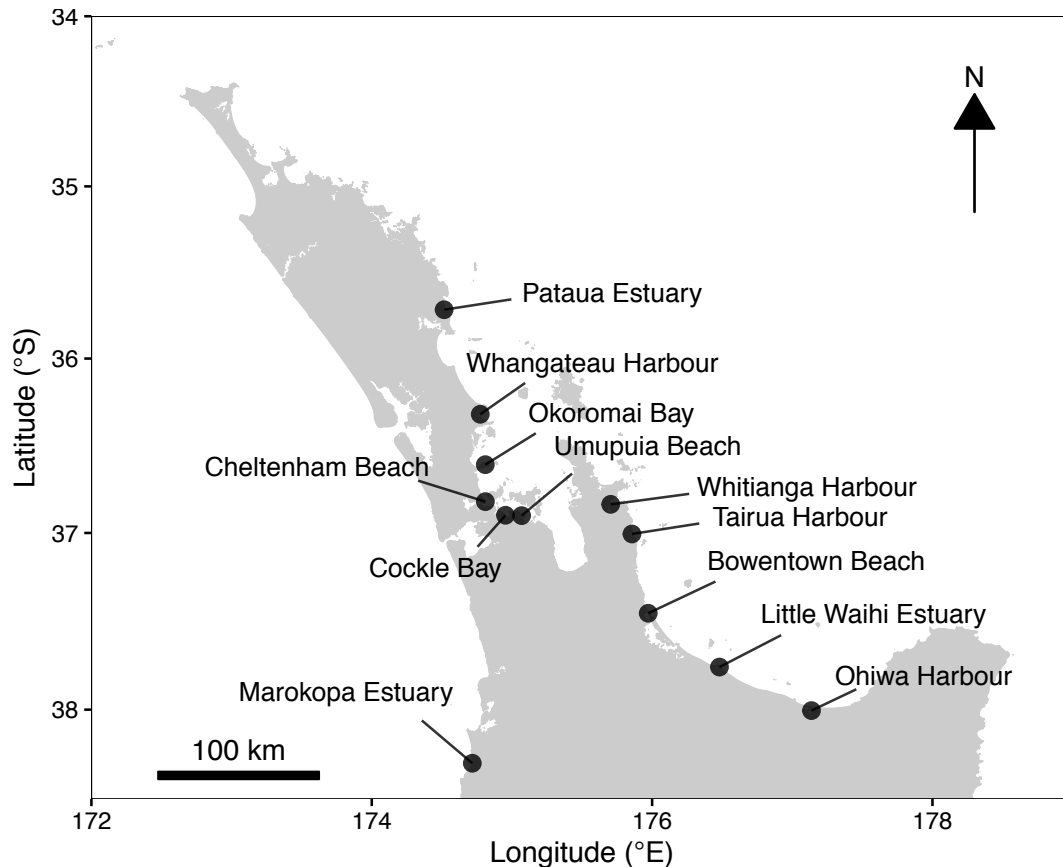 34
N
35
Pataua Estuary
36
Whangateau Harbour
Okoromai Bay
Umupuia Beach
Cheltenham Beach
Whitianga Harbour
Tairua Harbour
37
Cockle Bay
Bowentown Beach
Little Waihi Estuary
Ohiwa Harbour
Marokopa Estuary
38
100 km
172
174
176
178
Longitude (°E)
Latitude (°S)